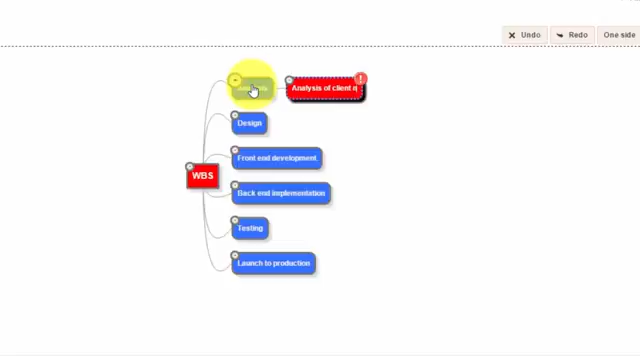 Undo
Redo
One side
Analysis of client
Design
Front end development.
WBS
Back end implementation
Testing
Launch to production